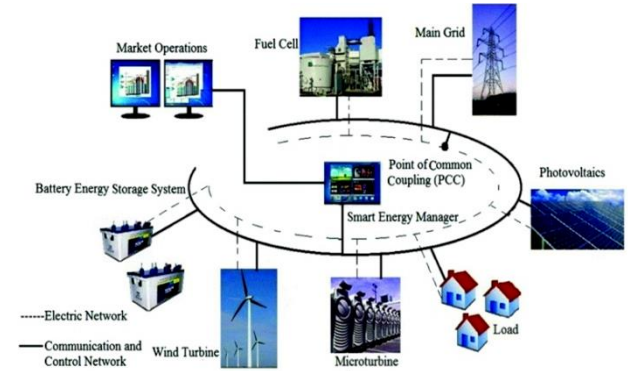 Market Operations
Fuel Cell
Main Grid
Point of Common
Coupling (PCC)
Photovoltaics
Battery Energy Storage System
Smart Energy Manager
Electric Network
Communication and
Control Network
Wind Turbine
Microturbine
Load